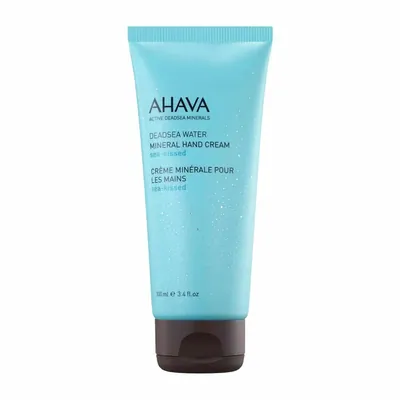 AHAVA
ACTIVE DEADSEA MINERALS
DEADSEA WATER
MINERAL HAND CREAM
sea-kissed
CRÈME MINÉRALE POUR
LES MAINS
sea-kissed
100 ml e 3.4 fl.oz